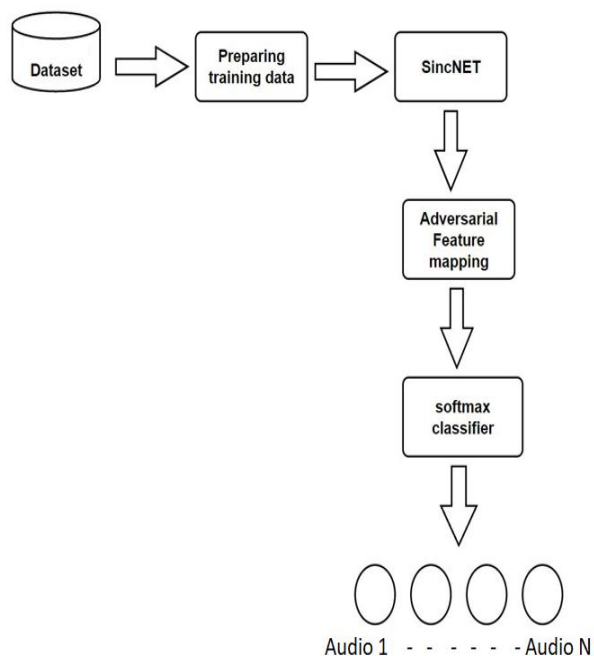 Dataset
Preparing
training data
SincNET
Adversarial
Feature
mapping
softmax
classifier
Audio 1 - - - - - - Audio N